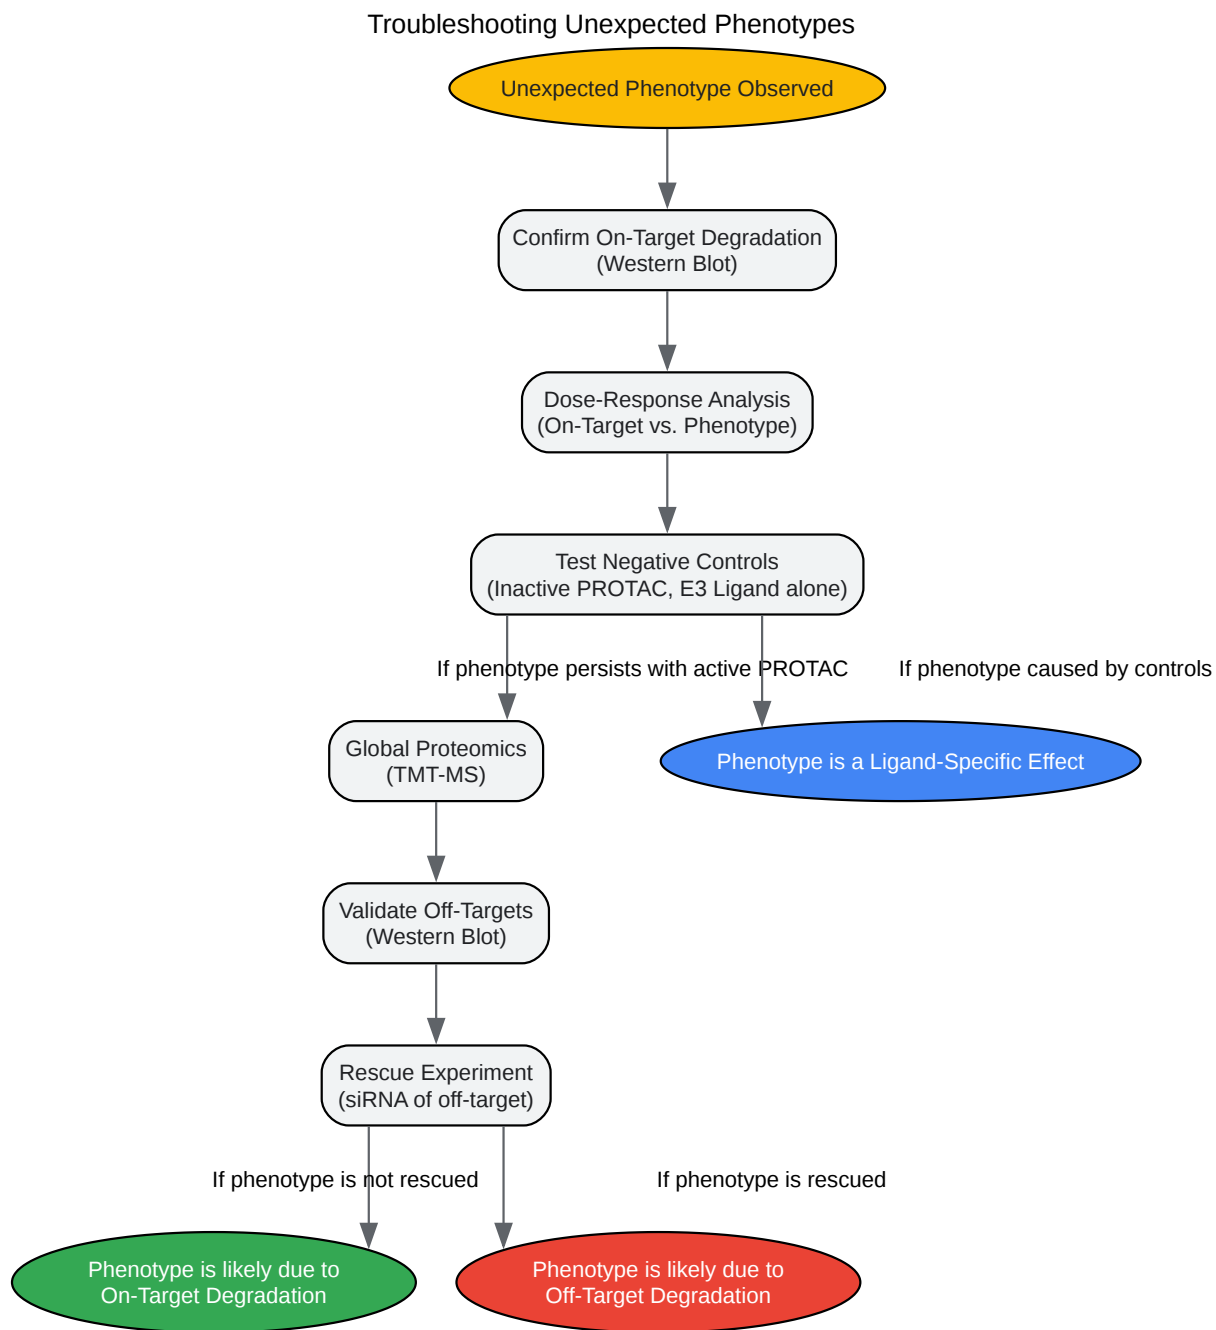 Troubleshooting Unexpected Phenotypes
Unexpected Phenotype Observed
Confirm On-Target Degradation
(Western Blot)
Dose-Response Analysis
(On-Target vs. Phenotype)
Test Negative Controls
(Inactive PROTAC, E3 Ligand alone)
If phenotype persists with active PROTAC
If phenotype caused by controls
Global Proteomics
(TMT-MS)
Phenotype is a Ligand-Specific Effect
Validate Off-Targets
(Western Blot)
Rescue Experiment
(siRNA of off-target)
If phenotype is not rescued
If phenotype is rescued
Phenotype is likely due to
On-Target Degradation
Phenotype is likely due to
Off-Target Degradation